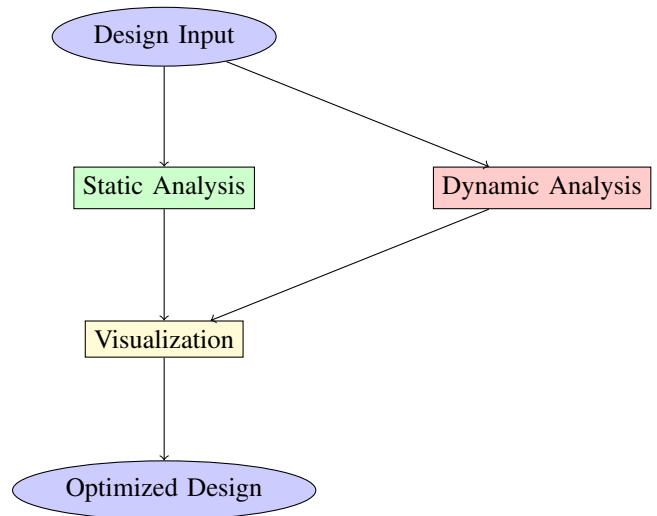 Design Input
Static Analysis
Dynamic Analysis
Visualization
Optimized Design